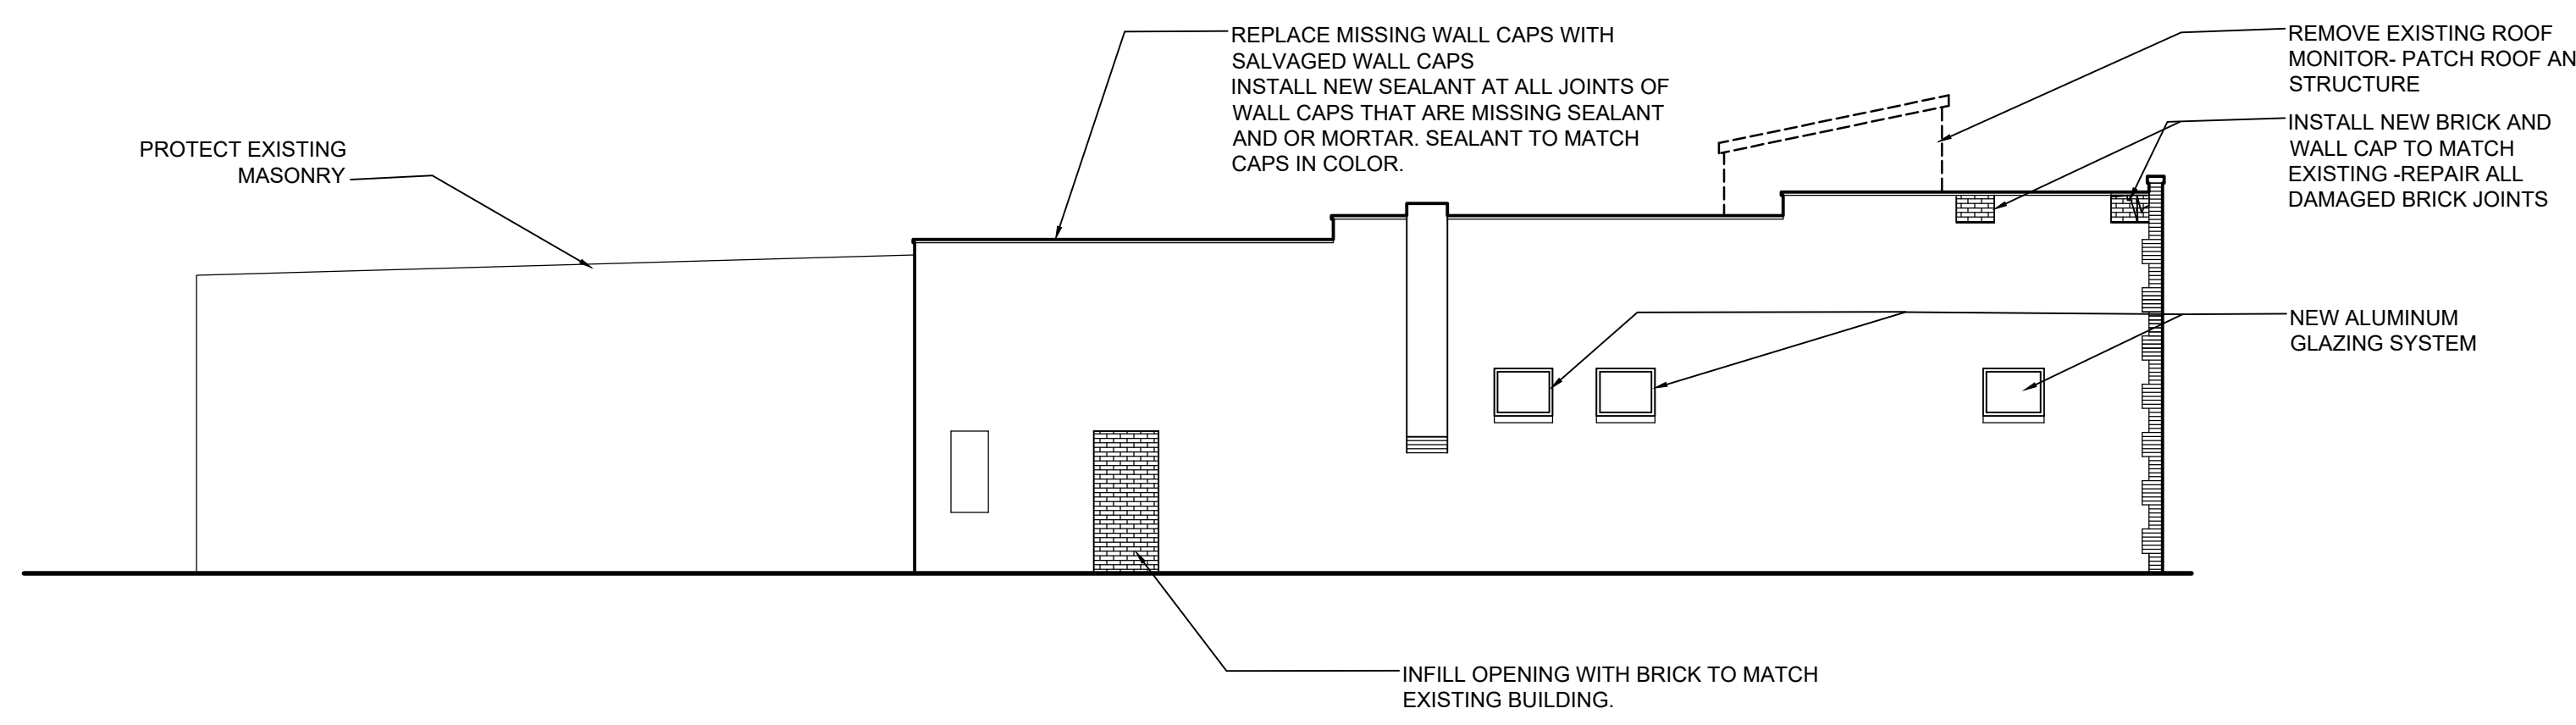 REPLACE MISSING WALL CAPS WITH
SALVAGED WALL CAPS
INSTALL NEW SEALANT AT ALL JOINTS OF
WALL CAPS THAT ARE MISSING SEALANT
AND OR MORTAR. SEALANT TO MATCH
CAPS IN COLOR.
REMOVE EXISTING ROOF
MONITOR- PATCH ROOF AN
STRUCTURE
INSTALL NEW BRICK AND
WALL CAP TO MATCH
EXISTING -REPAIR ALL
DAMAGED BRICK JOINTS
PROTECT EXISTING
MASONRY
NEW ALUMINUM
GLAZING SYSTEM
INFILL OPENING WITH BRICK TO MATCH
EXISTING BUILDING.